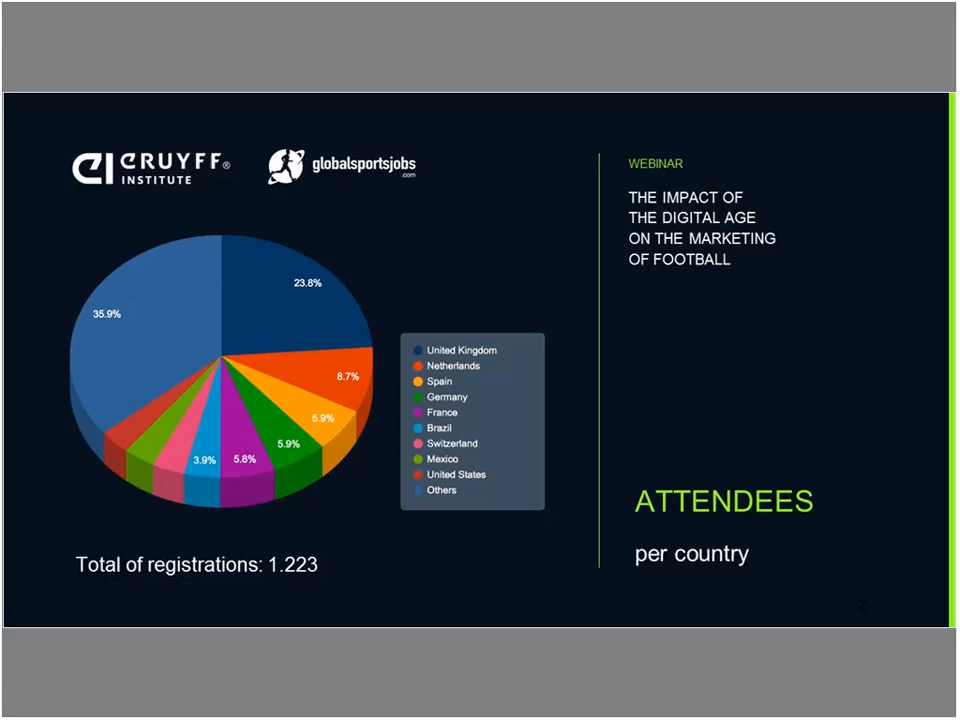 CRUYFF®
INSTITUTE
globalsportsjobs
.com
WEBINAR
THE IMPACT OF
THE DIGITAL AGE
ON THE MARKETING
OF FOOTBALL
23.8%
35.9%
8.7%
5.9%
5.9%
5.8%
3.9%
United Kingdom
Netherlands
Spain
Germany
France
Brazil
Switzerland
Mexico
United States
Others
ATTENDEES
per country
Total of registrations: 1.223
2